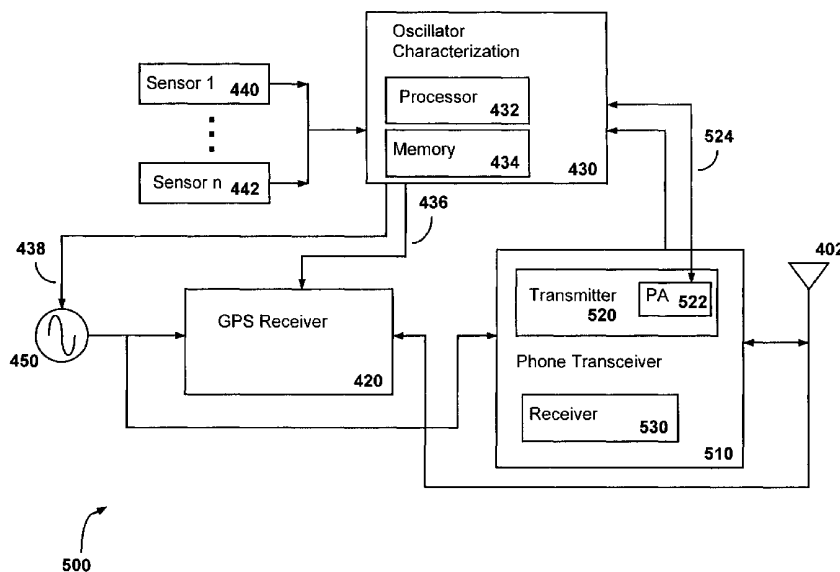 Oscillator
Characterization
Sensor 1 440
Processor 432
Memory 434
524
Sensor n 442
430
436
438
402
Transmitter PA 522
520
GPS Receiver
450
Phone Transceiver
420
Receiver 530
510
500